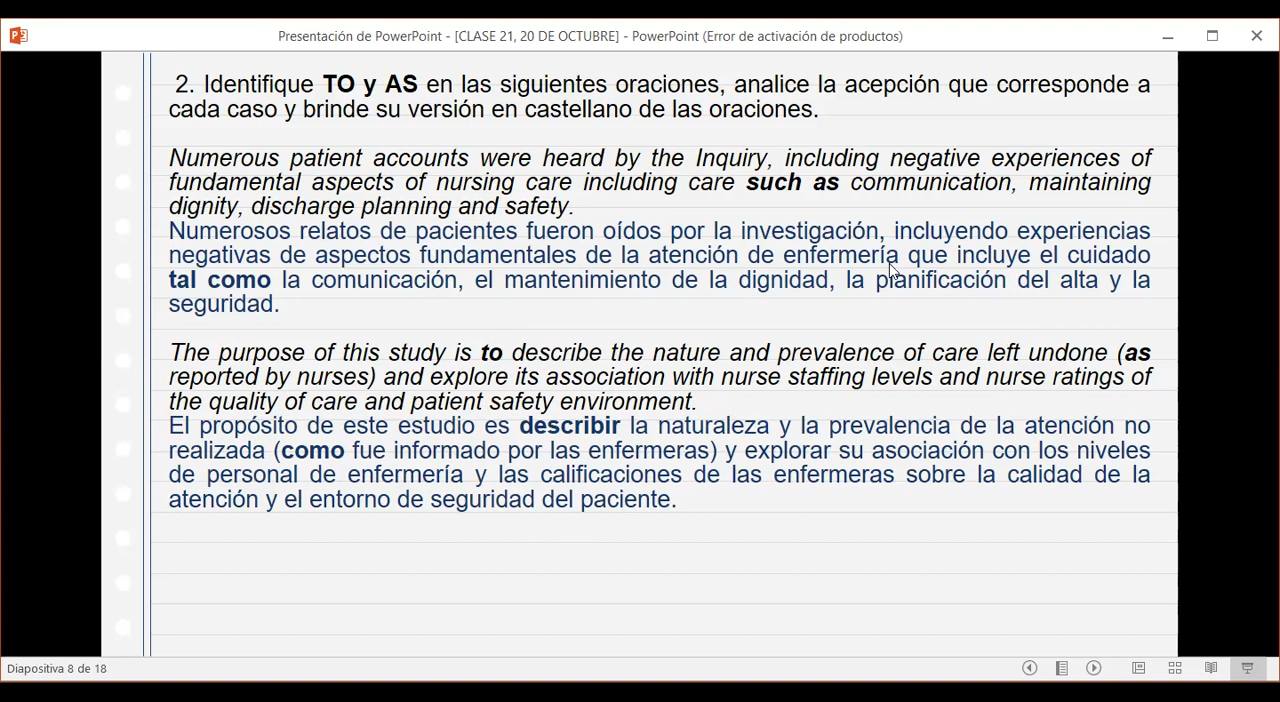 Presentación de PowerPoint - [CLASE 21, 20 DE OCTUBRE] - PowerPoint (Error de activación de productos)
2. Identifique TO y AS en las siguientes oraciones, analice la acepción que corresponde a
cada caso y brinde su versión en castellano de las oraciones.
Numerous patient accounts were heard by the Inquiry, including negative experiences of
fundamental aspects of nursing care including care such as communication, maintaining
dignity, discharge planning and safety.
Numerosos relatos de pacientes fueron oídos por la investigación, incluyendo experiencias
negativas de aspectos fundamentales de la atención de enfermería que incluye el cuidado
tal como la comunicación, el mantenimiento de la dignidad, la planificación del alta y la
seguridad.
The purpose of this study is to describe the nature and prevalence of care left undone (as
reported by nurses) and explore its association with nurse staffing levels and nurse ratings of
the quality of care and patient safety environment.
El propósito de este estudio es describir la naturaleza y la prevalencia de la atención no
realizada (como fue informado por las enfermeras) y explorar su asociación con los niveles
de personal de enfermería y las calificaciones de las enfermeras sobre la calidad de la
atención y el entorno de seguridad del paciente.
Diapositiva 8 de 18